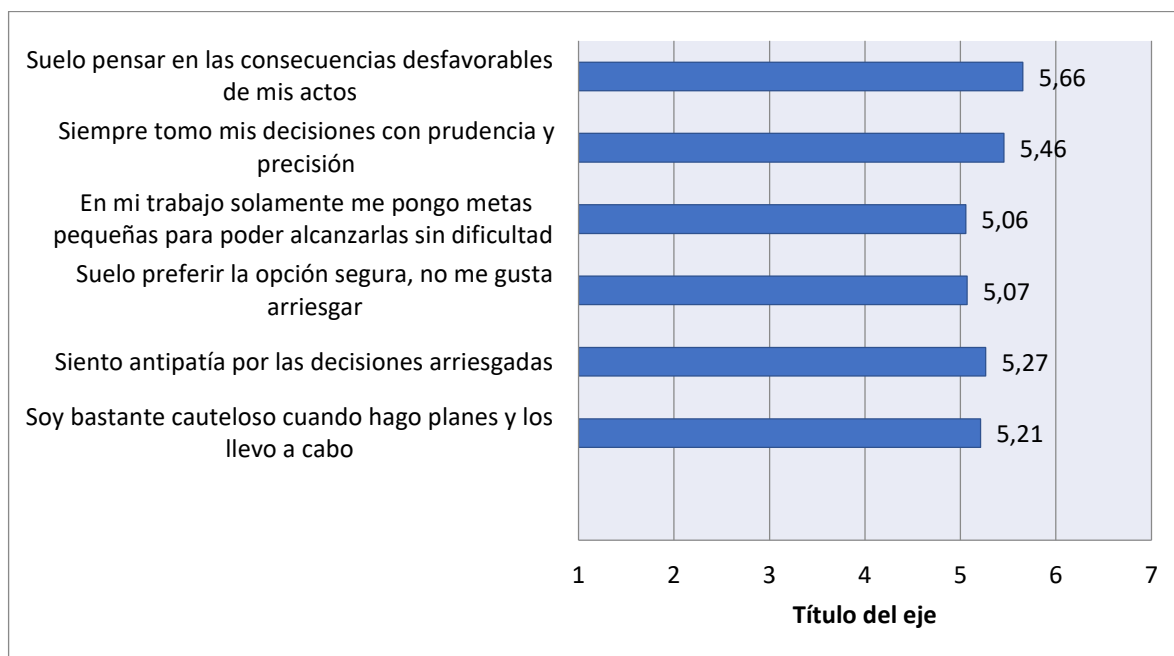 Suelo pensar en las consecuencias desfavorables
de mis actos
5,66
Siempre tomo mis decisiones con prudencia y
precisión
5,46
En mi trabajo solamente me pongo metas
pequeñas para poder alcanzarlas sin dificultad
5,06
Suelo preferir la opción segura, no me gusta
arriesgar
5,07
Siento antipatía por las decisiones arriesgadas
5,27
Soy bastante cauteloso cuando hago planes y los
llevo a cabo
5,21
1 2 3 4 5 6 7
Título del eje